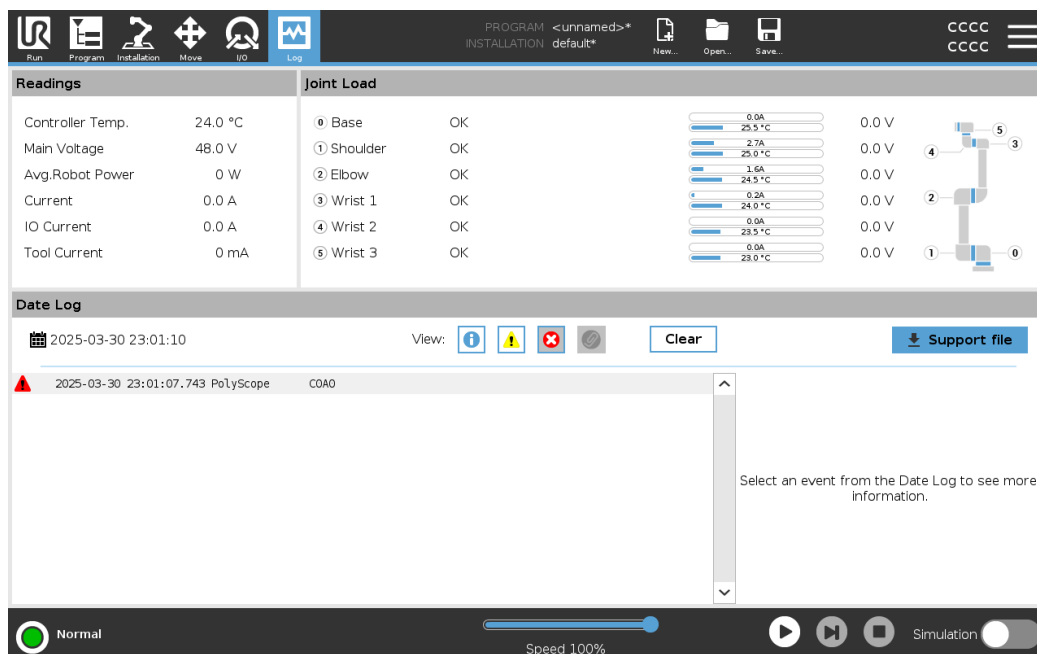 PROGRAM <unnamed>*
INSTALLATION default*
CCCC
CCCC
Run Program Installation Move I/O Log New... Open... Save...
Readings
Joint Load
Controller Temp. 24.0 °C
Main Voltage 48.0 V
Avg.Robot Power 0 W
Current 0.0 A
IO Current 0.0 A
Tool Current 0 mA
0 Base OK 0.0A 25.5 °C 0.0 V
1 Shoulder OK 2.7A 25.0 °C 0.0 V
2 Elbow OK 1.6A 24.5 °C 0.0 V
3 Wrist 1 OK 0.2A 24.0 °C 0.0 V
4 Wrist 2 OK 0.0A 23.5 °C 0.0 V
5 Wrist 3 OK 0.0A 23.0 °C 0.0 V
5
3
4
2
1
0
Date Log
2025-03-30 23:01:10 View: Clear Support file
2025-03-30 23:01:07.743 PolyScope C0A0
Select an event from the Date Log to see more
information.
Normal
Speed 100%
Simulation